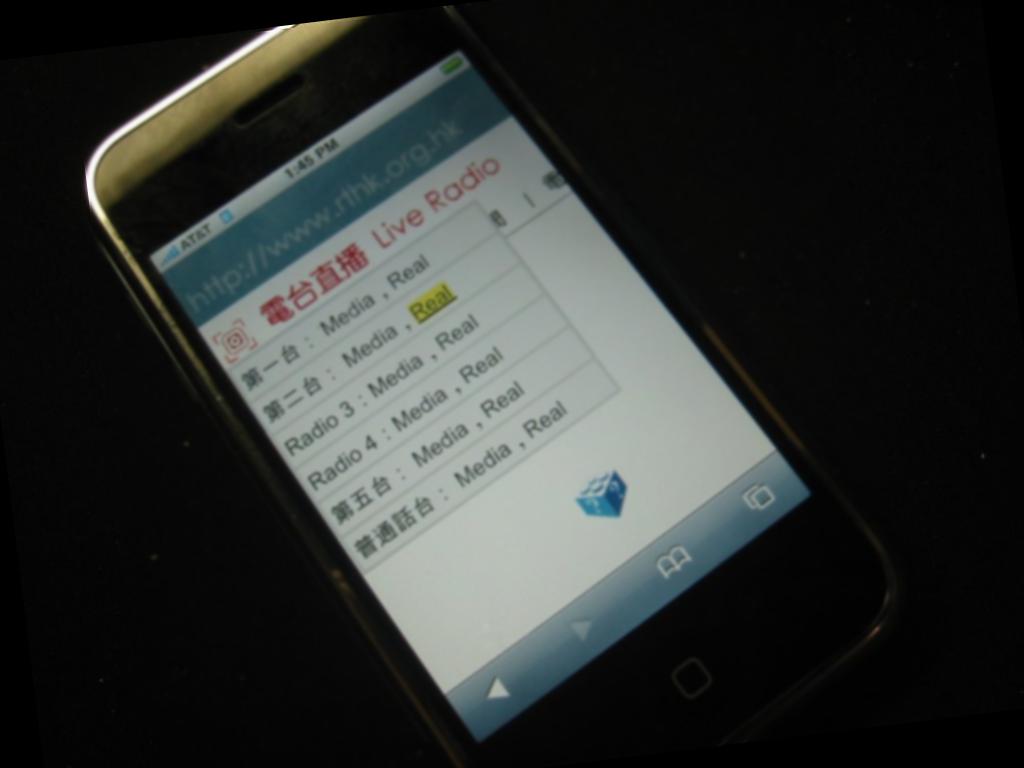 AT&T 1:45 PM
http://www.rthk.org.hk
電台直播 Live Radio
第一台： Media , Real
第二台： Media , Real
Radio 3 : Media , Real
Radio 4 : Media , Real
第五台： Media , Real
普通話台： Media , Real